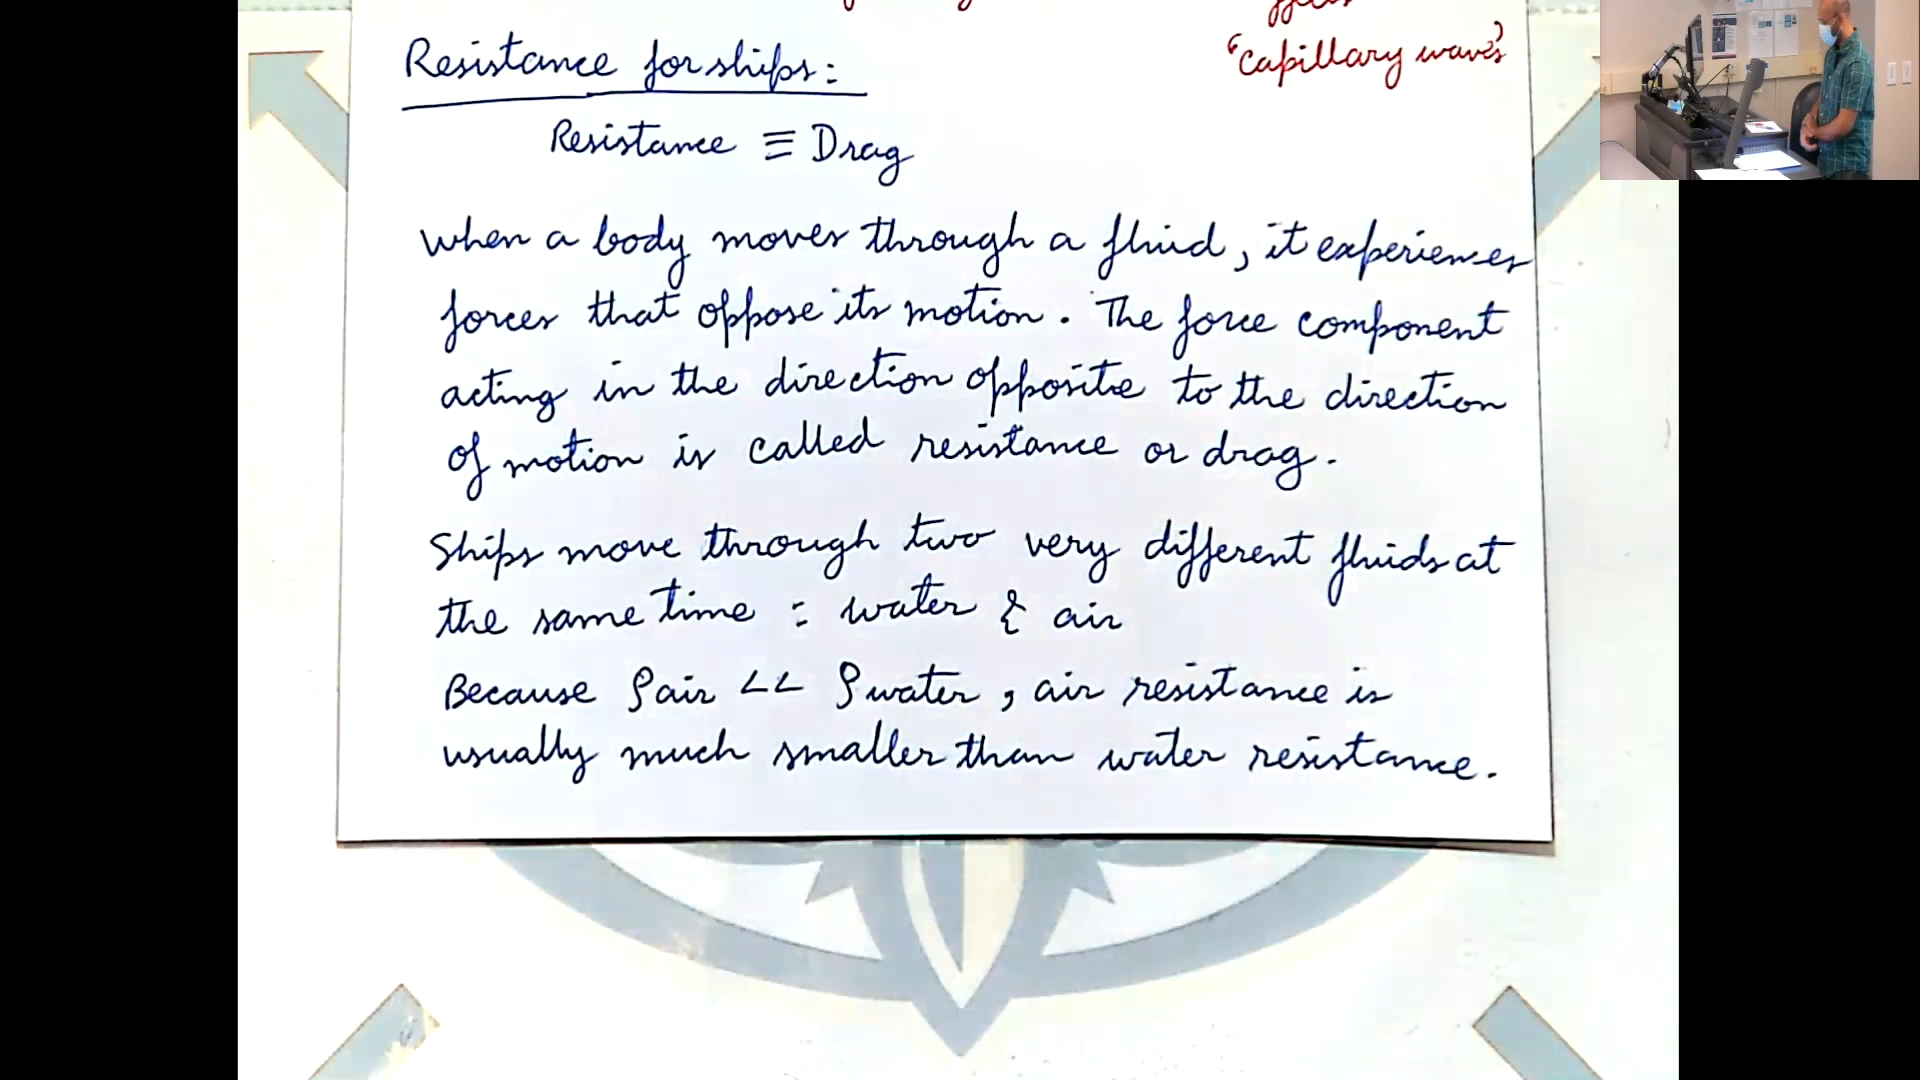 Resistance for ships:
'Capillary waves'
Resistance ≡ Drag
When a body moves through a fluid, it experiences
forces that oppose its motion. The force component
acting in the direction opposite to the direction
of motion is called resistance or drag.
Ships move through two very different fluids at
the same time : water & air
Because ρair << ρwater, air resistance is
usually much smaller than water resistance.